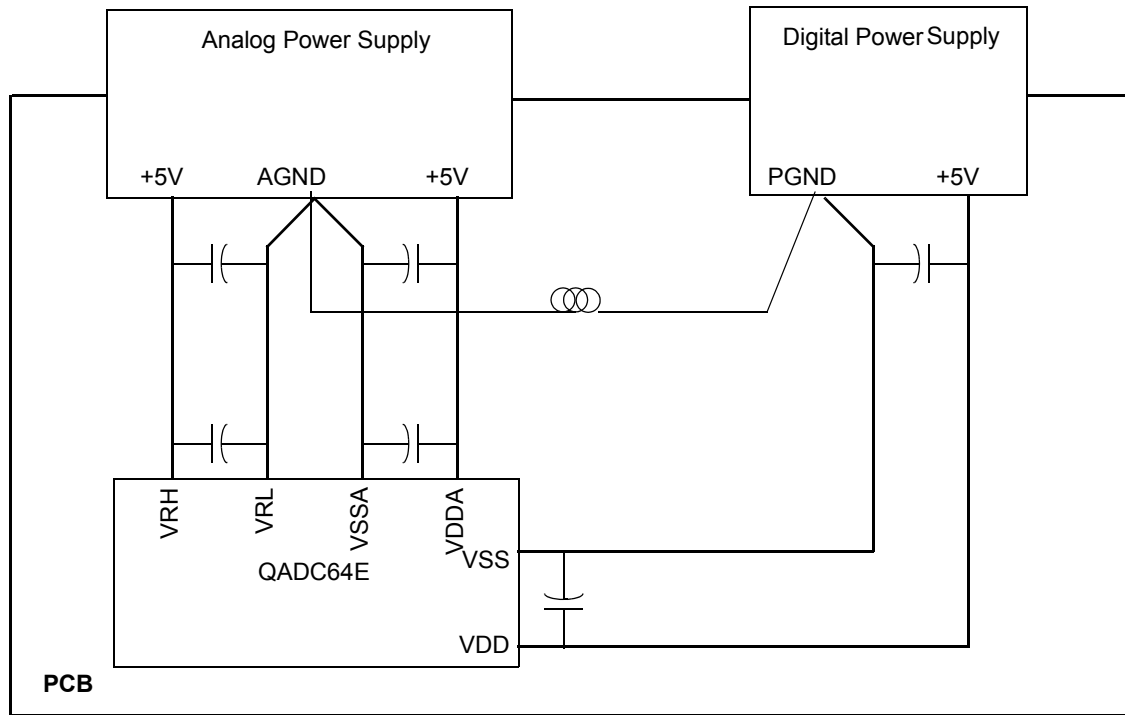 Analog Power Supply
Digital Power Supply
+5V AGND +5V
PGND +5V
VRH
VRL
VSSA
VDDA
QADC64E
VSS
VDD
PCB